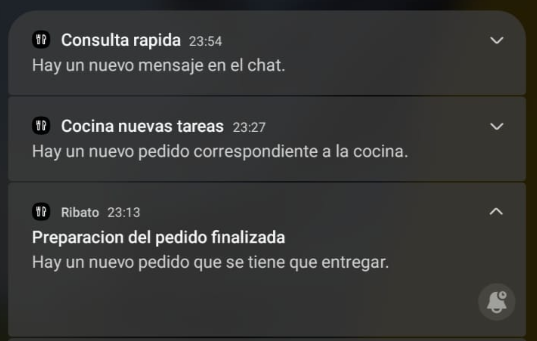 Consulta rapida 23:54
Hay un nuevo mensaje en el chat.
Cocina nuevas tareas 23:27
Hay un nuevo pedido correspondiente a la cocina.
Ribato 23:13
Preparacion del pedido finalizada
Hay un nuevo pedido que se tiene que entregar.